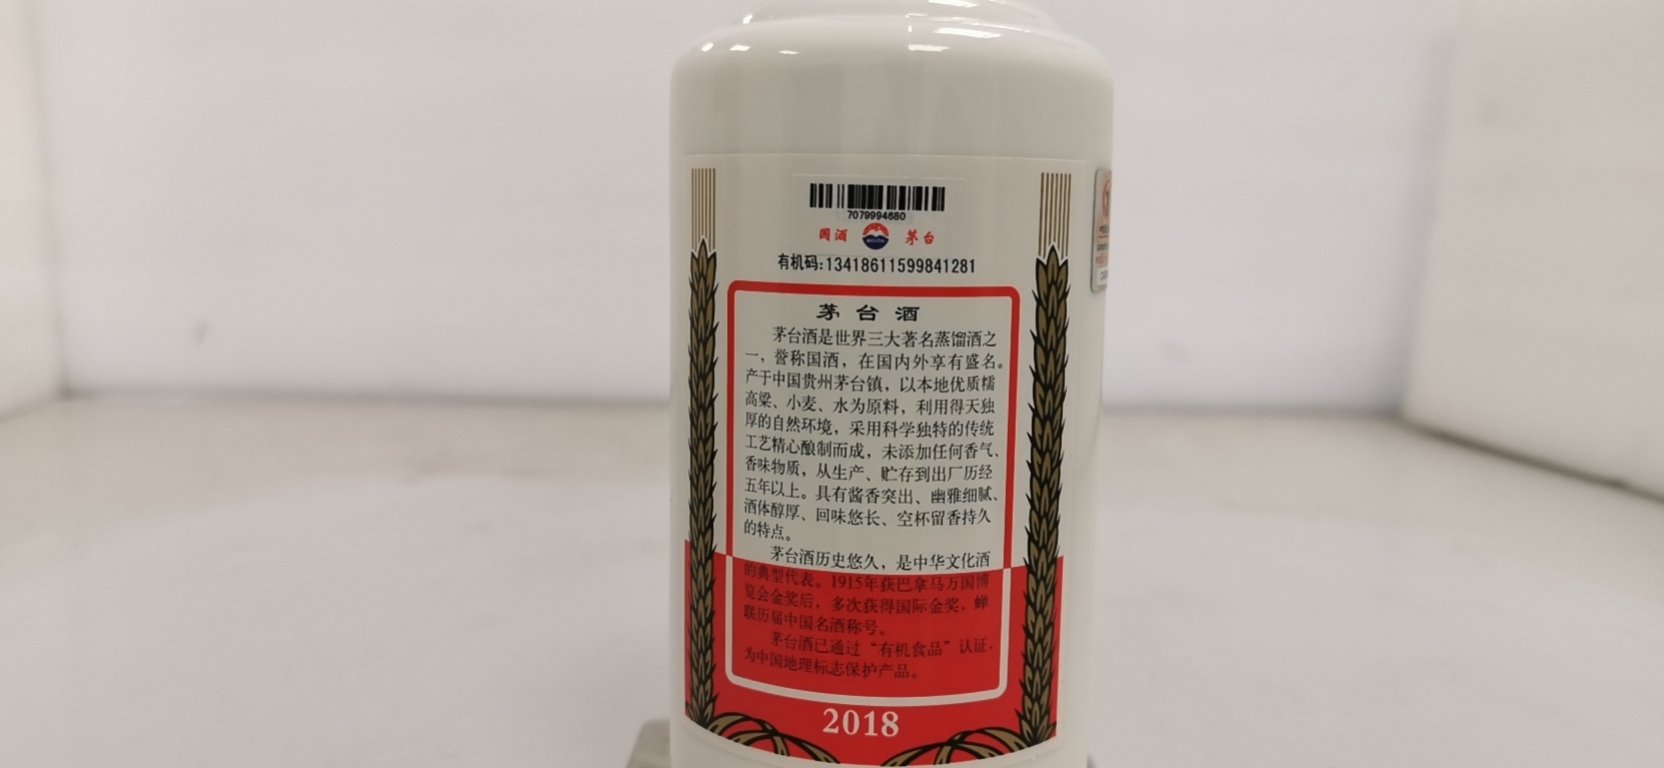 7079994680
国酒 MOUTAI 茅台
有机码:13418611599841281
茅台酒
茅台酒是世界三大著名蒸馏酒之
一，誉称国酒，在国内外享有盛名。
产于中国贵州茅台镇，以本地优质糯
高粱、小麦、水为原料，利用得天独
厚的自然环境，采用科学独特的传统
工艺精心酿制而成，未添加任何香气、
香味物质，从生产、贮存到出厂历经
五年以上。具有酱香突出、幽雅细腻、
酒体醇厚、回味悠长、空杯留香持久
的特点。
茅台酒历史悠久，是中华文化酒
的典型代表。1915年获巴拿马万国博
览会金奖后，多次获得国际金奖，蝉
联历届中国名酒称号。
茅台酒已通过“有机食品”认证，
为中国地理标志保护产品。
2018